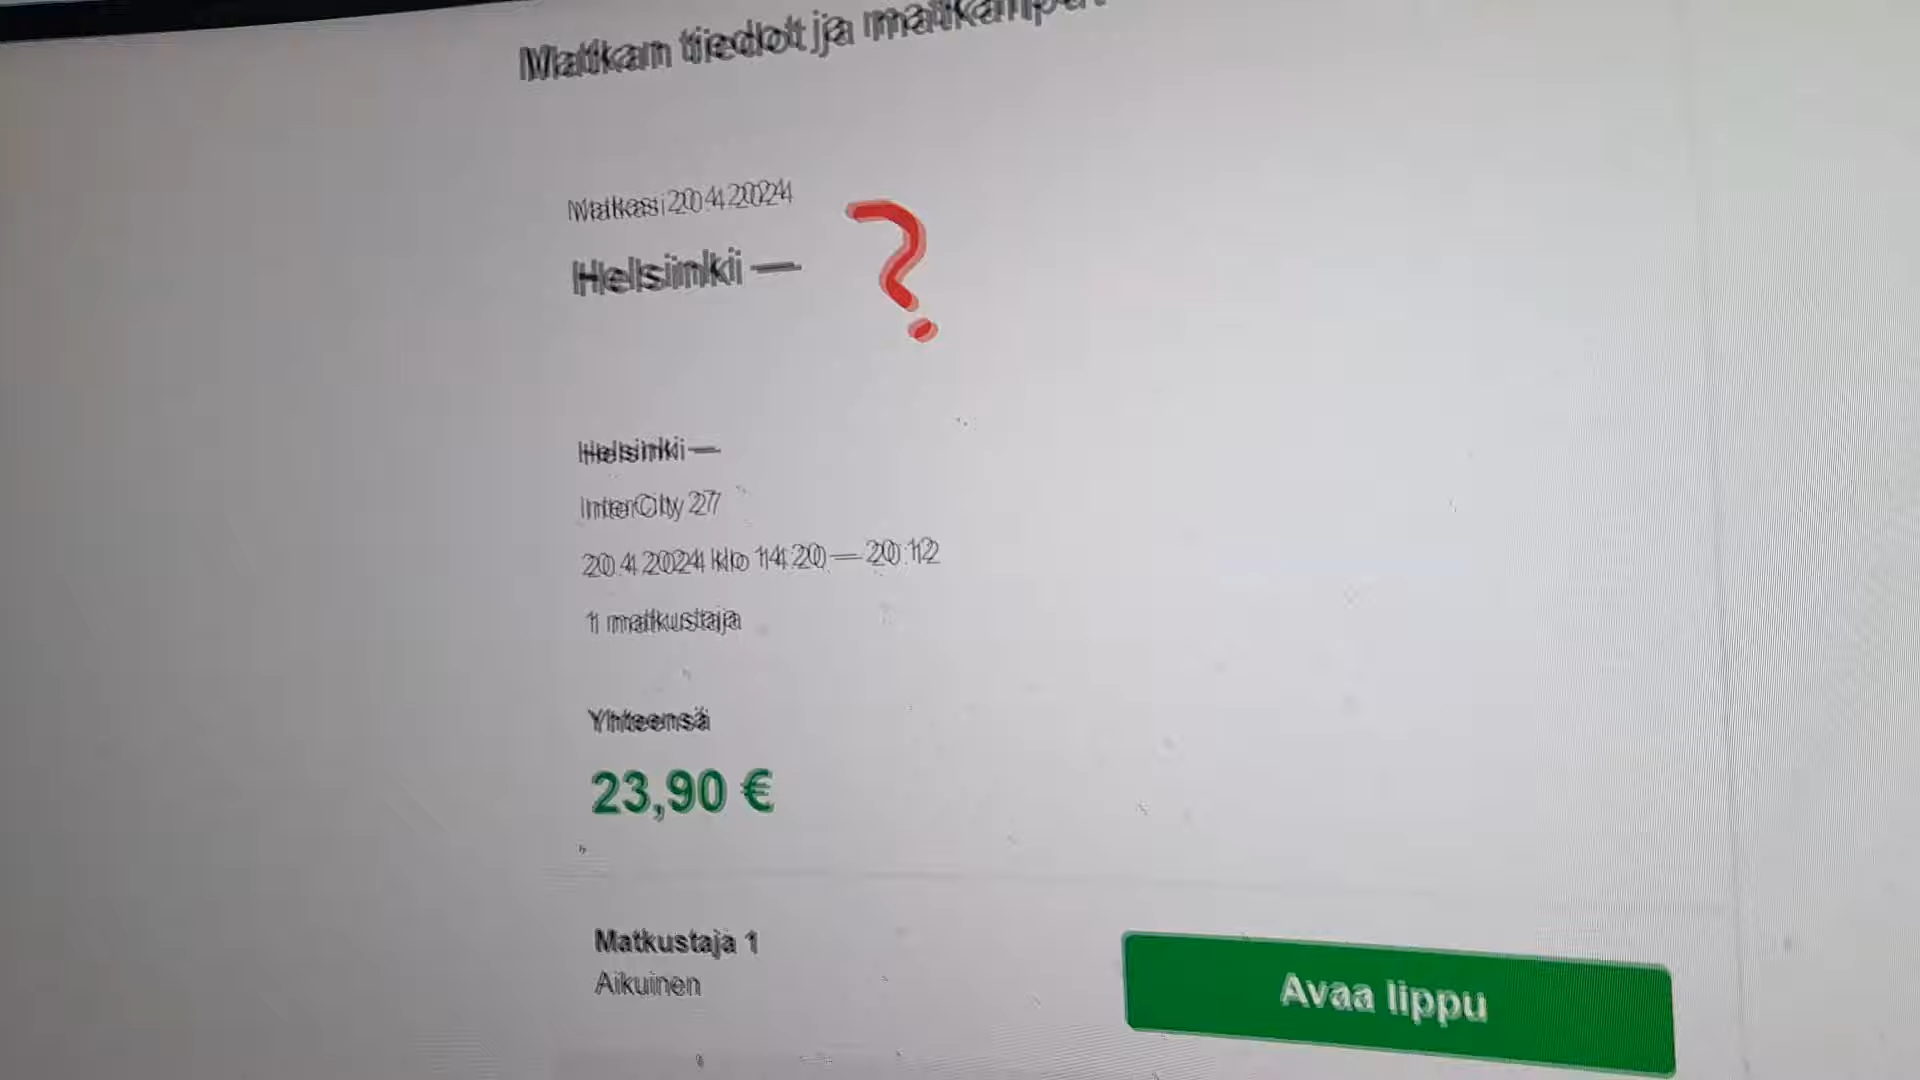 Matkan tiedot ja
Matkasi 20.4.2024
Helsinki —
?
Helsinki —
InterCity 27
20.4.2024 klo 14:20 — 20:12
1 matkustaja
Yhteensä
23,90 €
Matkustaja 1
Aikuinen
Avaa lippu